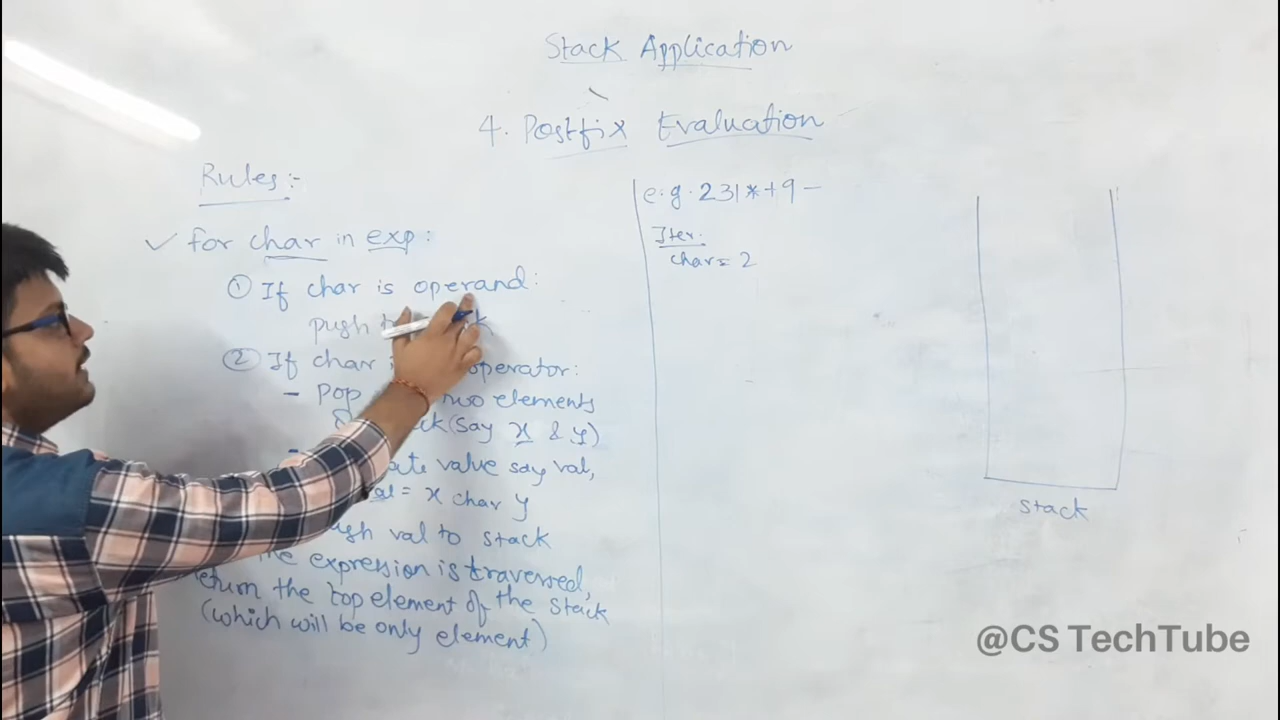 Stack Application
4. Postfix Evaluation
Rules:-
✓ for char in exp:
① If char is operand:
push
② If char operator:
- Pop two elements
(say x & y)
-
value say val,
= x char y
val to stack
expression is traversed,
return the top element of the stack
(which will be only element)
e.g. 231*+9-
Iter.
char = 2
stack
@CS TechTube